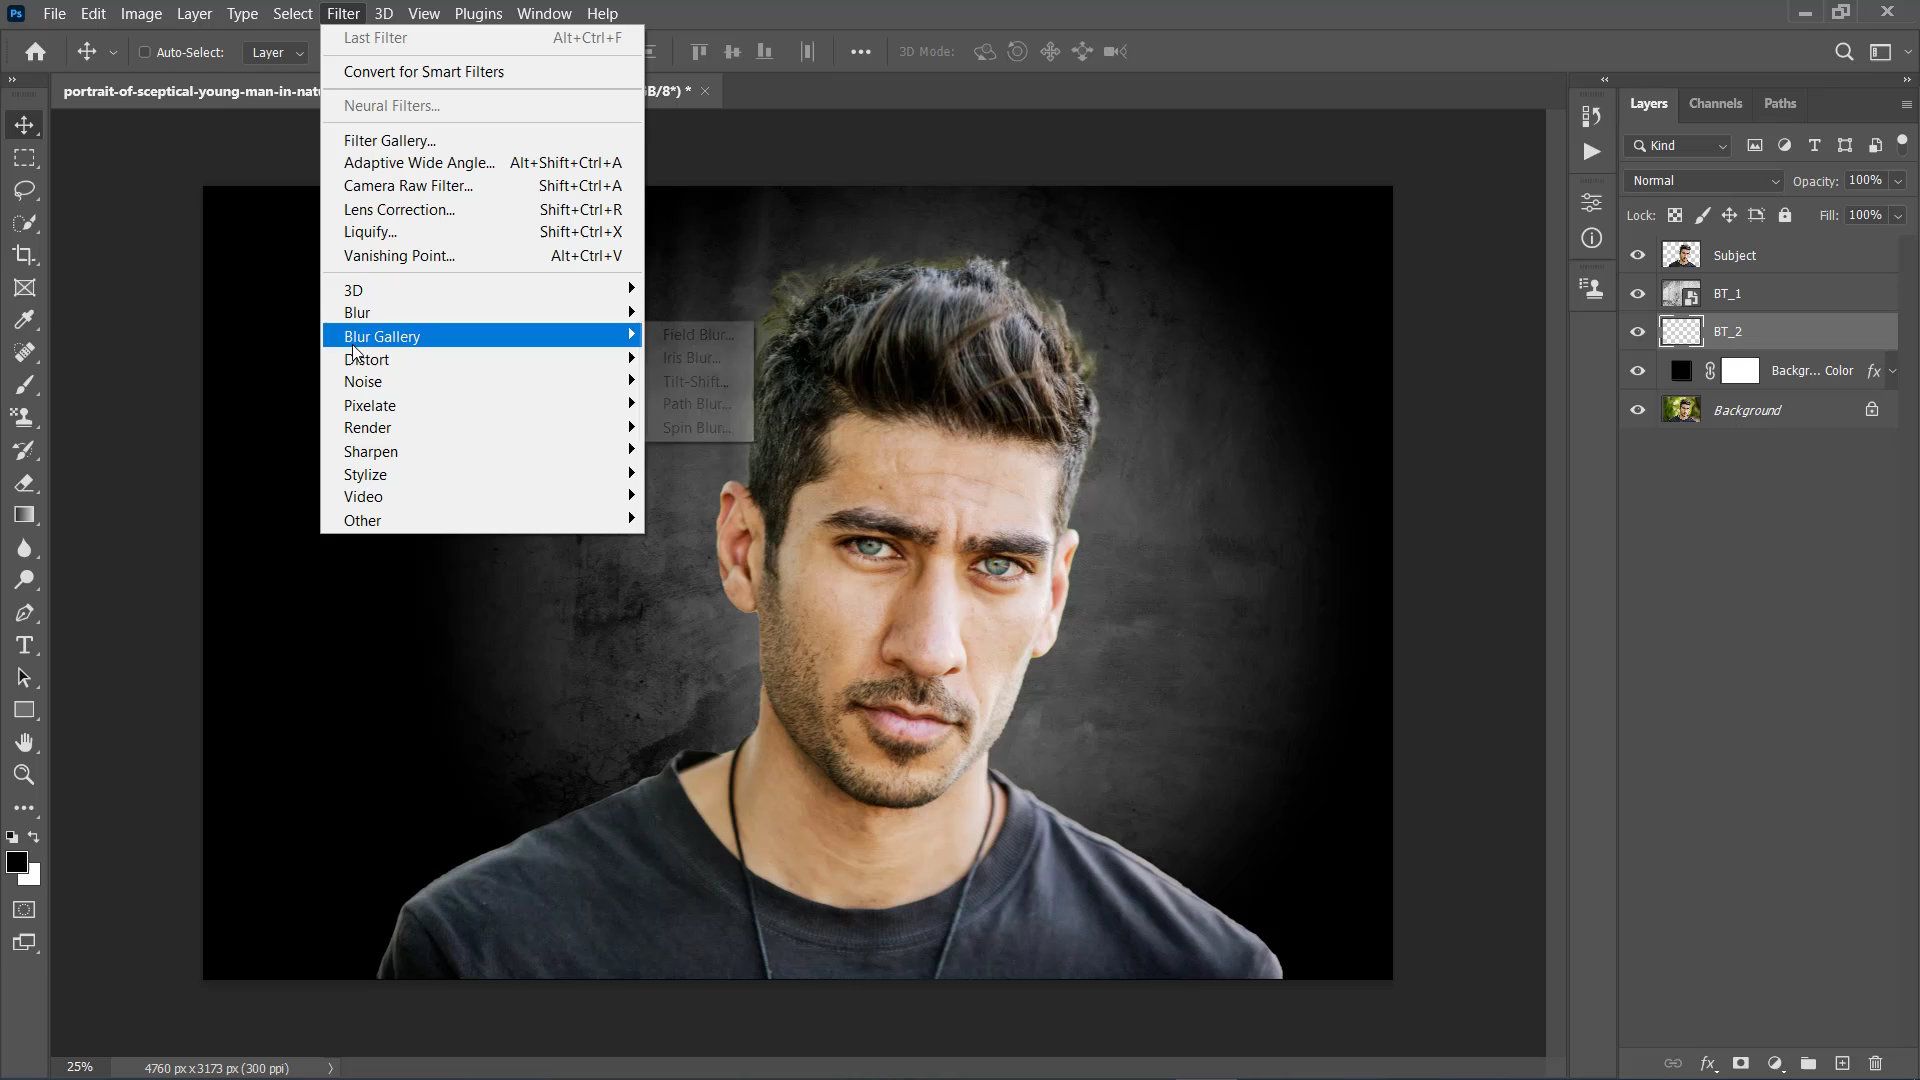 Ps File Edit Image Layer Type Select Filter 3D View Plugins Window Help
Auto-Select: Layer 3D Mode:
portrait-of-sceptical-young-man-in-natu B/8*) * ×
Last Filter Alt+Ctrl+F
Convert for Smart Filters
Neural Filters...
Filter Gallery...
Adaptive Wide Angle... Alt+Shift+Ctrl+A
Camera Raw Filter... Shift+Ctrl+A
Lens Correction... Shift+Ctrl+R
Liquify... Shift+Ctrl+X
Vanishing Point... Alt+Ctrl+V
3D
Blur
Blur Gallery
Distort
Noise
Pixelate
Render
Sharpen
Stylize
Video
Other
Field Blur...
Iris Blur...
Tilt-Shift...
Path Blur...
Spin Blur...
Layers Channels Paths
Kind
Normal Opacity: 100%
Lock: Fill: 100%
Subject
BT_1
BT_2
Backgr... Color fx
Background
25% 4760 px x 3173 px (300 ppi)
fx